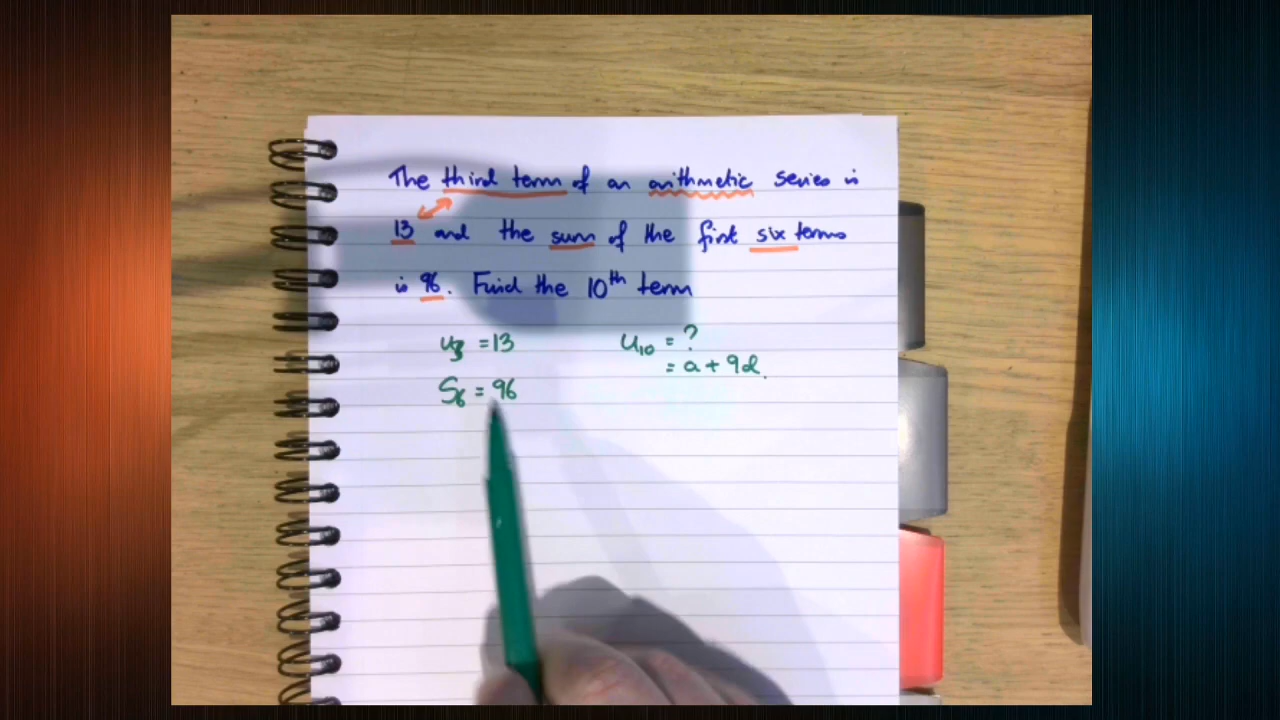 The third term of an arithmetic series is
13 and the sum of the first six terms
is 96. Find the 10th term
u3 = 13
S6 = 96
u10 = ?
= a + 9d.